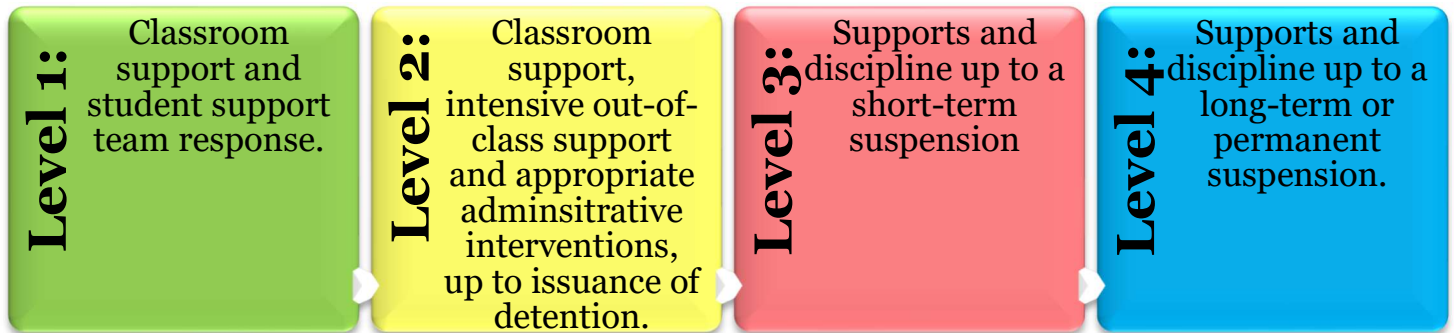 Level 1:
Classroom
support and
student support
team response.
Level 2:
Classroom
support,
intensive out-of-
class support
and appropriate
adminsitrative
interventions,
up to issuance of
detention.
Level 3:
Supports and
discipline up to a
short-term
suspension
Level 4:
Supports and
discipline up to a
long-term or
permanent
suspension.